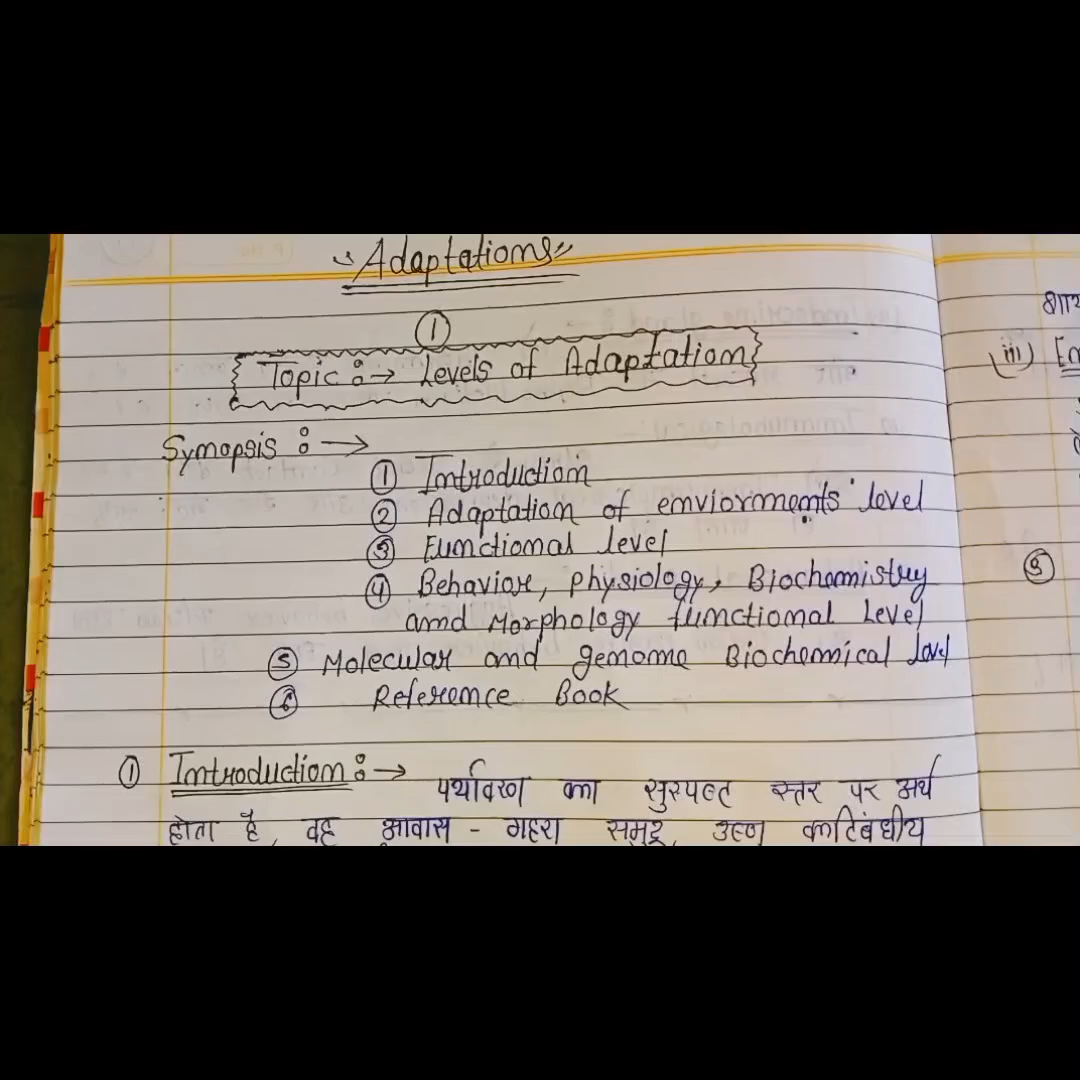 "Adaptations"
①
Topic :→ Levels of Adaptation
Synopsis :→
① Introduction
② Adaptation of enviorments level
③ Functional level
④ Behavior, physiology, Biochemistry
and Morphology functional Level
⑤ Molecular and genome Biochemical Level
⑥ Reference Book
① Introduction :→ पर्यावरण का सुस्पष्ट स्तर पर अर्थ
होता है, वह आवास - गहरा समुद्र, उष्ण कटिबंधीय
iii)
⑤